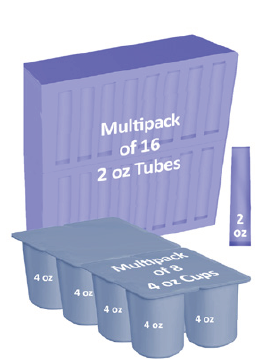 Multipack
of 16
2 oz Tubes
2
oz
Multipack
of 8
4 oz Cups
4 oz
4 oz
4 oz
4 oz
4 oz